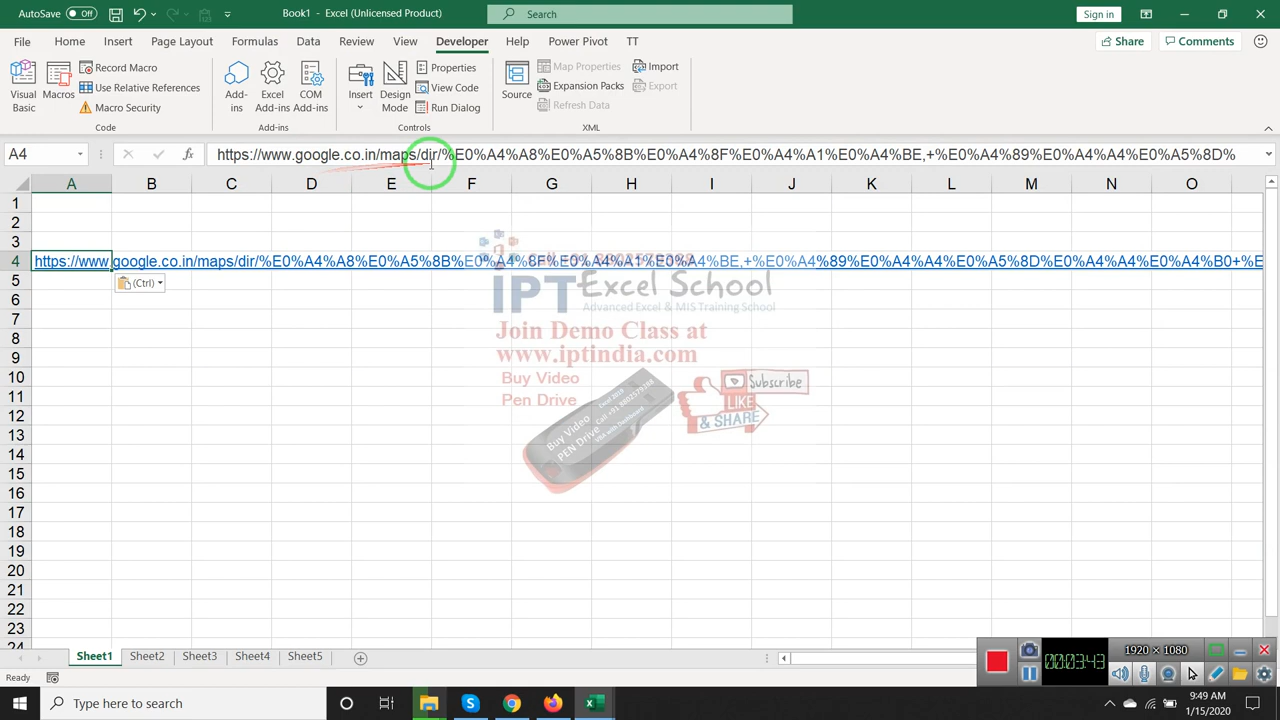 AutoSave Off Book1 - Excel (Unlicensed Product) Search Sign in
File Home Insert Page Layout Formulas Data Review View Developer Help Power Pivot TT Share Comments
Visual Basic
Macros
Record Macro
Use Relative References
Macro Security
Code
Add-ins
Excel Add-ins
COM Add-ins
Add-ins
Insert
Design Mode
Properties
View Code
Run Dialog
Controls
Source
Map Properties
Expansion Packs
Refresh Data
Import
Export
XML
A4 fx https://www.google.co.in/maps/dir/%E0%A4%A8%E0%A5%8B%E0%A4%8F%E0%A4%A1%E0%A4%BE,+%E0%A4%89%E0%A4%A4%E0%A5%8D%
A B C D E F G H I J K L M N O
1
2
3
4 https://www.google.co.in/maps/dir/%E0%A4%A8%E0%A5%8B%E0%A4%8F%E0%A4%A1%E0%A4%BE,+%E0%A4%89%E0%A4%A4%E0%A5%8D%E0%A4%A4%E0%A4%B0+%E
5 (Ctrl)
6
7
8
9
10
11
12
13
14
15
16
17
18
19
20
21
22
23
24
IPT Excel School
Advanced Excel & MIS Training School
Join Demo Class at
www.iptindia.com
Buy Video
Pen Drive
Buy Video
PEN Drive
Subscribe
LIKE
& SHARE
Sheet1 Sheet2 Sheet3 Sheet4 Sheet5
1920 × 1080
00:03:43
Type here to search
9:49 AM
1/15/2020